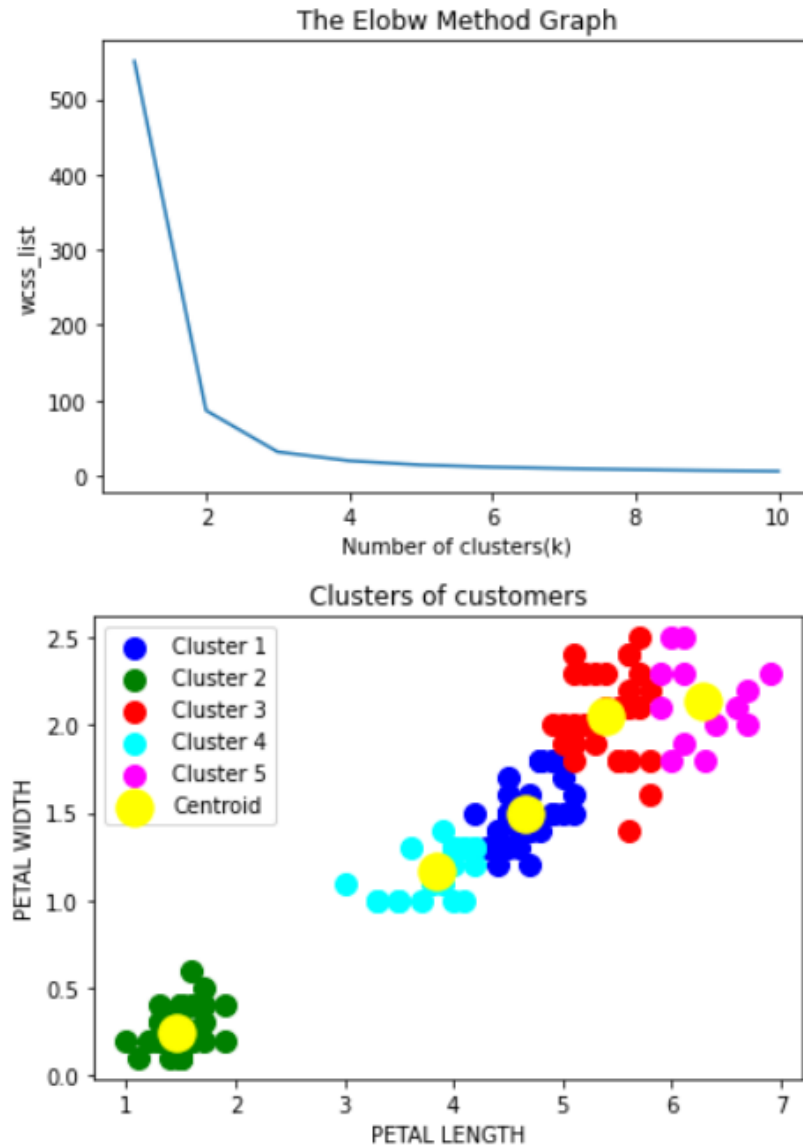 The Elobw Method Graph
500
400
300
200
100
0
wcss_list
2 4 6 8 10
Number of clusters(k)
Clusters of customers
2.5
2.0
1.5
1.0
0.5
0.0
PETAL WIDTH
Cluster 1
Cluster 2
Cluster 3
Cluster 4
Cluster 5
Centroid
1 2 3 4 5 6 7
PETAL LENGTH